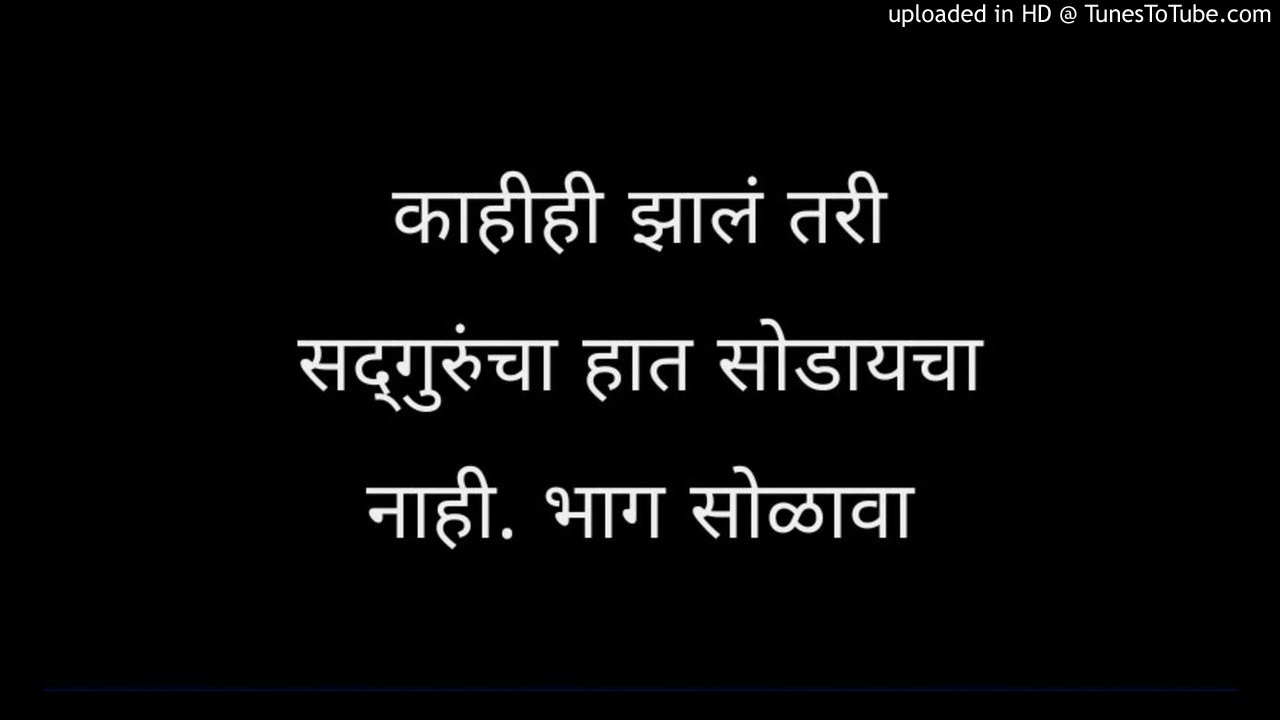 uploaded in HD @ TunesToTube.com
काहीही झालं तरी
सद्‌गुरुंचा हात सोडायचा
नाही. भाग सोळावा